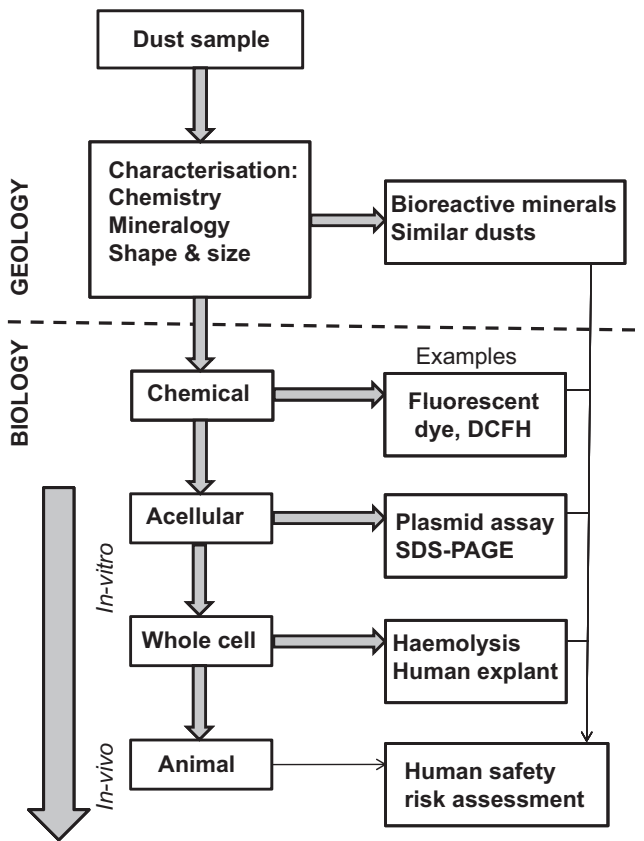 Dust sample
GEOLOGY
Characterisation:
Chemistry
Mineralogy
Shape & size
Bioreactive minerals
Similar dusts
BIOLOGY
Examples
Chemical
Fluorescent
dye, DCFH
Acellular
Plasmid assay
SDS-PAGE
In-vitro
Whole cell
Haemolysis
Human explant
In-vivo
Animal
Human safety
risk assessment